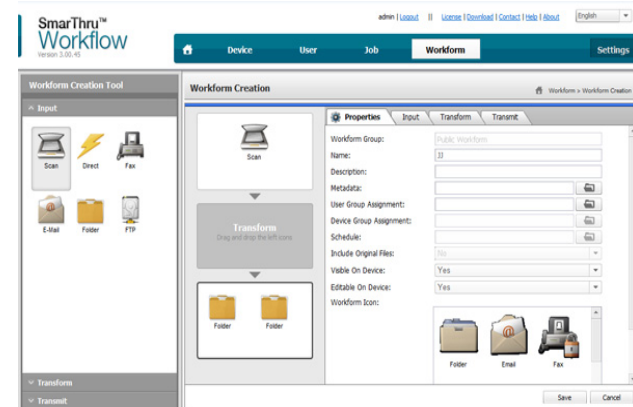 SmarThru™
Workflow
Version 3.00.45
admin | Logout || License | Download | Contact | Help | About
English
Device
User
Job
Workform
Settings
Workform Creation Tool
Input
Scan
Direct
Fax
E-Mail
Folder
FTP
Transform
Transmit
Workform Creation
Workform > Workform Creation
Scan
Transform
Drag and drop the left icons
Folder
Folder
Properties
Input
Transform
Transmit
Workform Group:
Public Workform
Name:
JJ
Description:
Metadata:
User Group Assignment:
Device Group Assignment:
Schedule:
Include Original Files:
No
Visible On Device:
Yes
Editable On Device:
Yes
Workform Icon:
Folder
Email
Fax
Save
Cancel